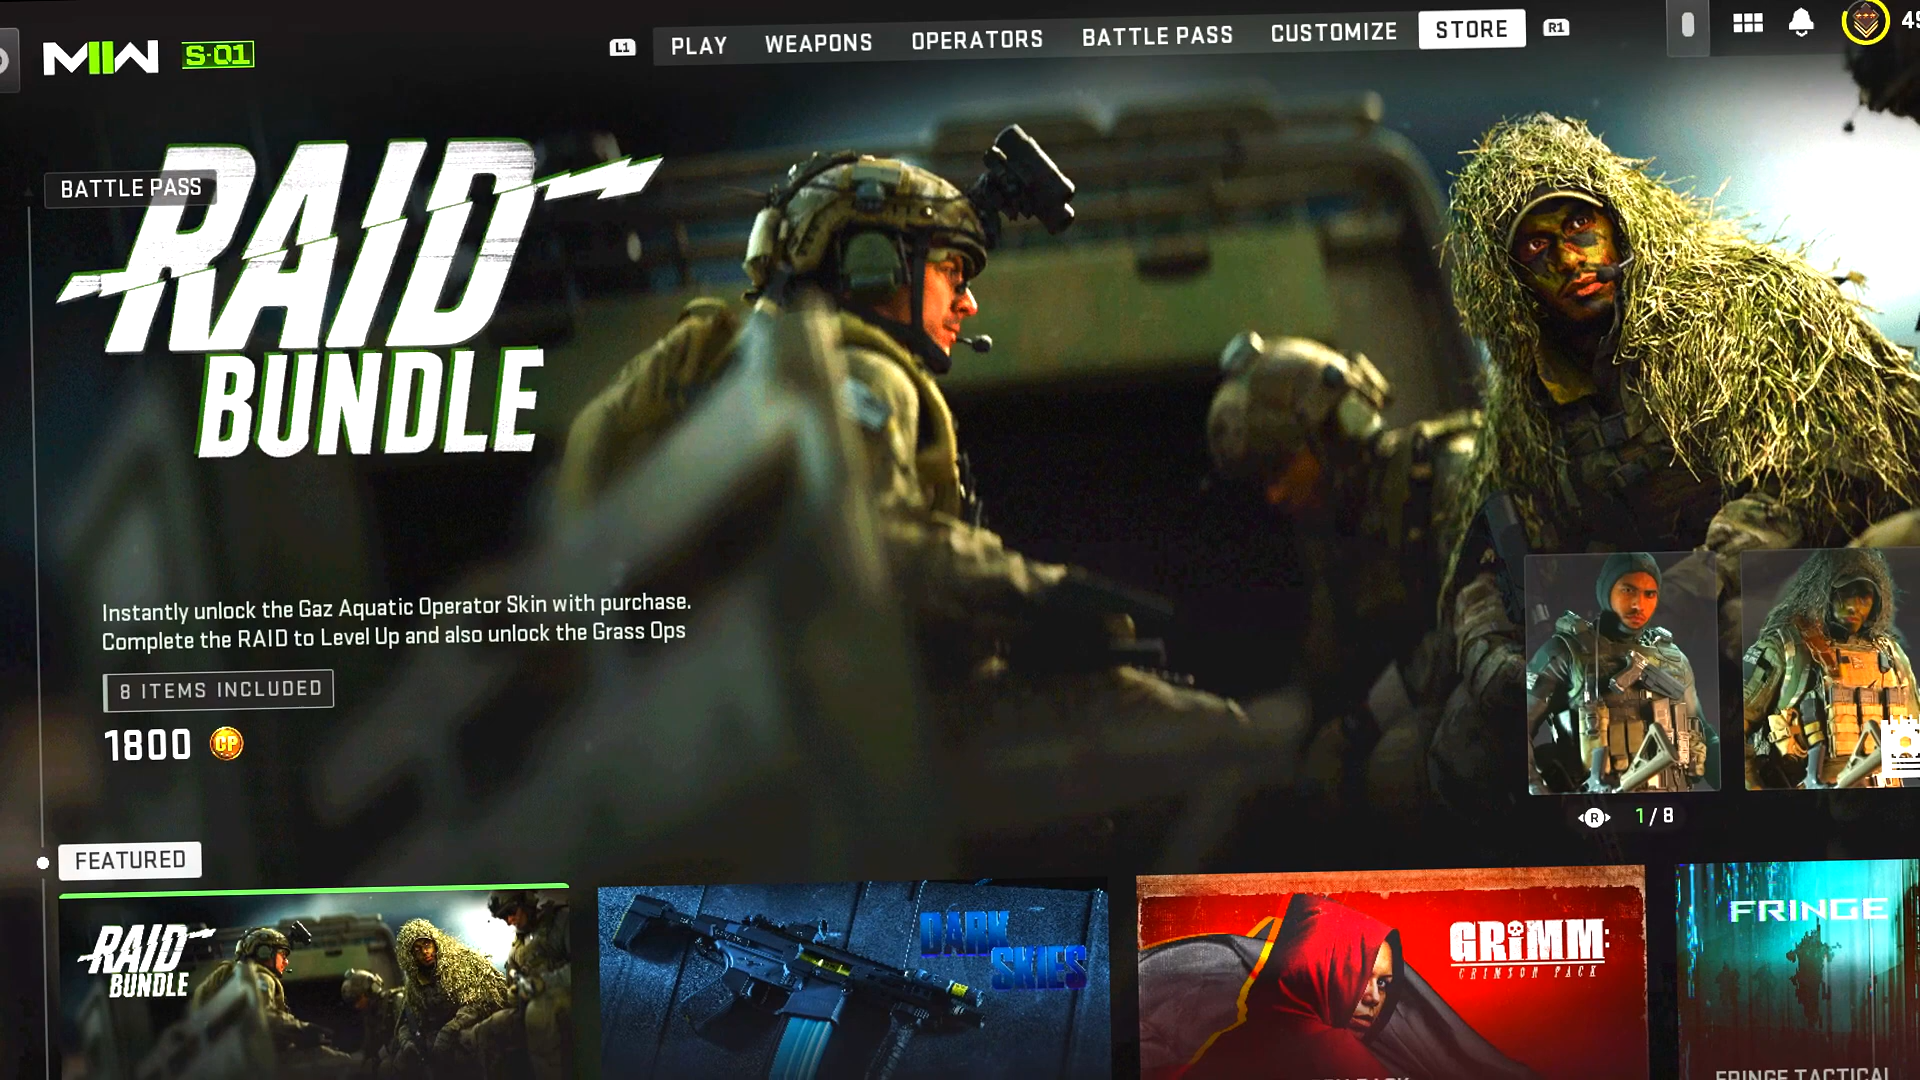 MW S-01
L1 PLAY WEAPONS OPERATORS BATTLE PASS CUSTOMIZE STORE R1
BATTLE PASS
RAID
BUNDLE
Instantly unlock the Gaz Aquatic Operator Skin with purchase.
Complete the RAID to Level Up and also unlock the Grass Ops
8 ITEMS INCLUDED
1800 CP
R 1/8
FEATURED
RAID
BUNDLE
DARK
SKIES
GRIMM:
CRIMSON PACK
FRINGE
FRINGE TACTICAL